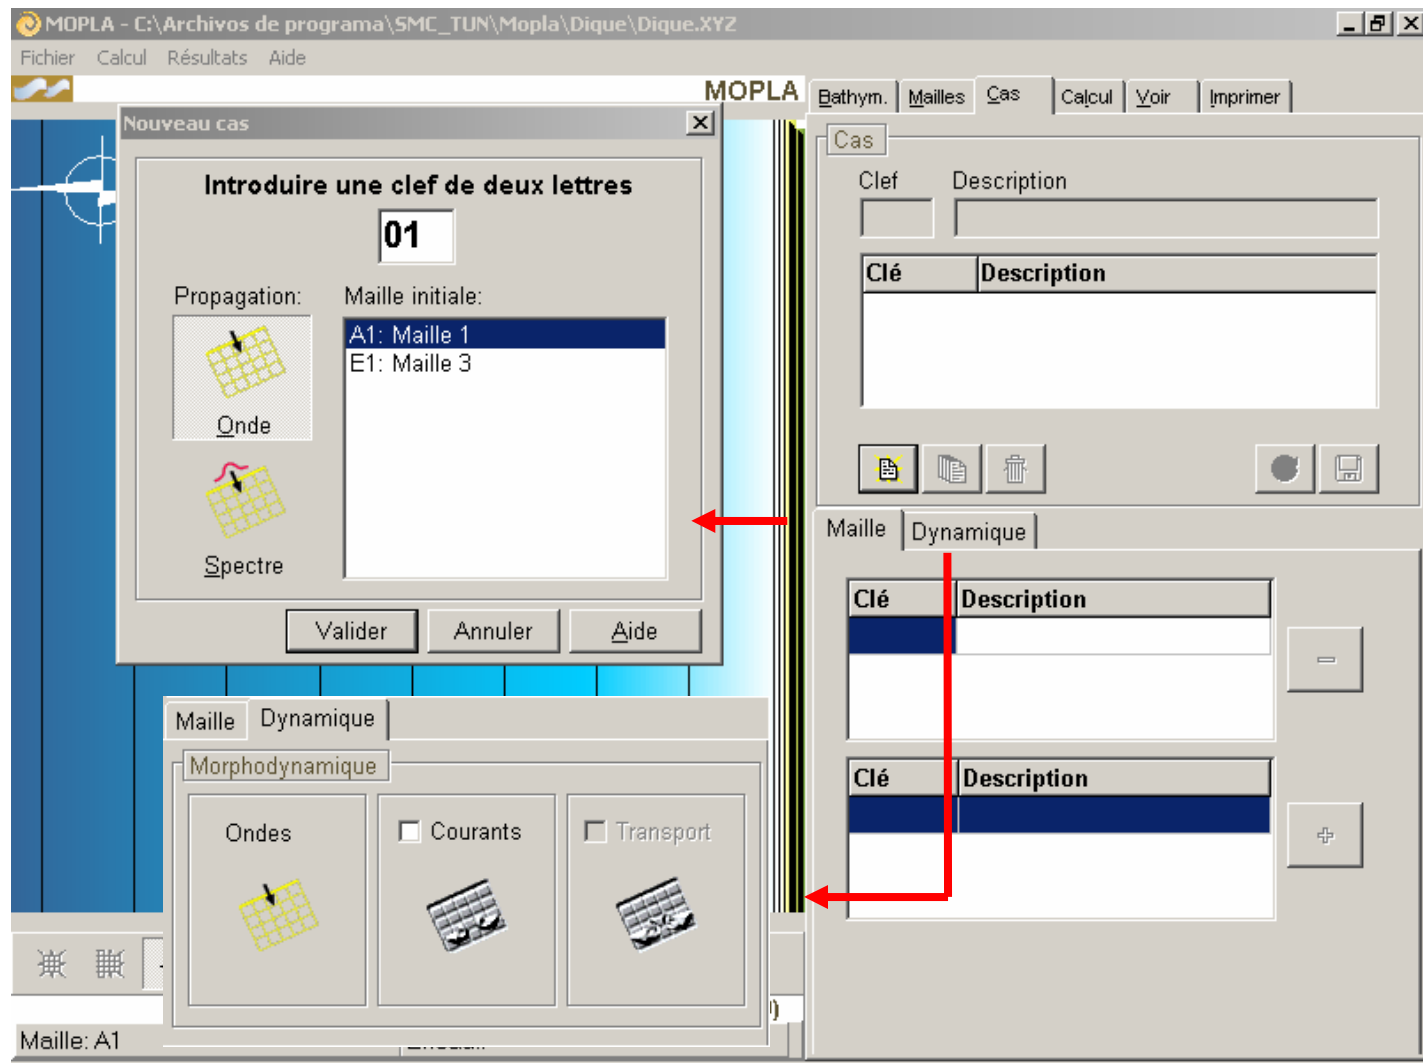 MOPLA - C:\Archivos de programa\SMC_TUN\Mopla\Dique\Dique.XYZ
Fichier Calcul Résultats Aide
MOPLA
Bathym. Mailles Cas Calcul Voir Imprimer
Nouveau cas
Introduire une clef de deux lettres
01
Propagation: Maille initiale:
A1: Maille 1
E1: Maille 3
Onde
Spectre
Valider Annuler Aide
Cas
Clef Description
Clé Description
Maille Dynamique
Clé Description
Clé Description
Maille Dynamique
Morphodynamique
Ondes Courants Transport
Maille: A1